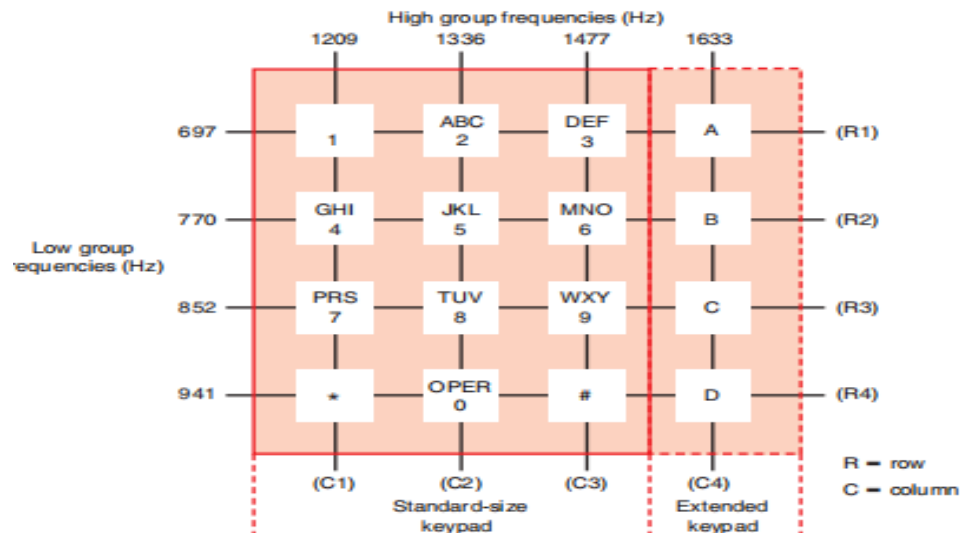 High group frequencies (Hz)
1209 1336 1477 1633
697 1 ABC 2 DEF 3 A (R1)
770 GHI 4 JKL 5 MNO 6 B (R2)
Low group
requencies (Hz)
852 PRS 7 TUV 8 WXY 9 C (R3)
941 * OPER 0 # D (R4)
R = row
C = column
(C1) (C2) (C3) (C4)
Standard-size keypad
Extended keypad